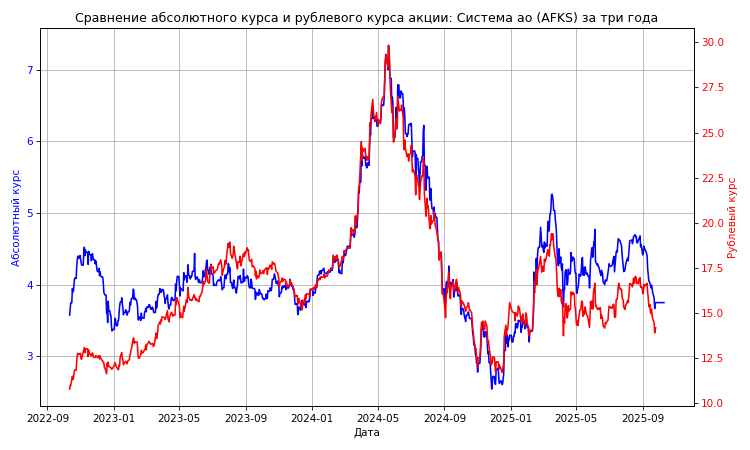 Сравнение абсолютного курса и рублевого курса акции: Система ао (AFKS) за три года
Абсолютный курс
7
6
5
4
3
30.0
27.5
25.0
22.5
20.0
17.5
15.0
12.5
10.0
Рублевый курс
2022-09 2023-01 2023-05 2023-09 2024-01 2024-05 2024-09 2025-01 2025-05 2025-09
Дата